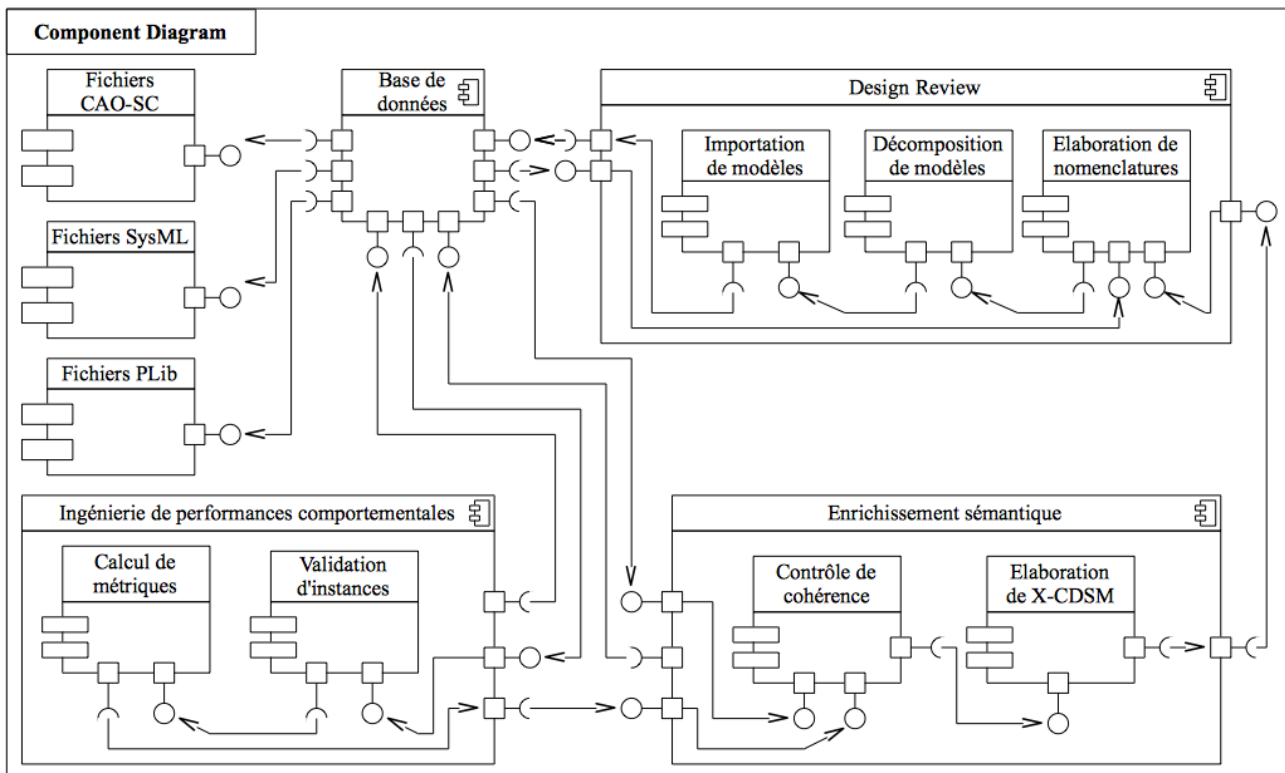 Component Diagram
Fichiers
CAO-SC
Base de
données
Design Review
Importation
de modèles
Décomposition
de modèles
Elaboration de
nomenclatures
Fichiers SysML
Fichiers PLib
Ingénierie de performances comportementales
Calcul de
métriques
Validation
d'instances
Enrichissement sémantique
Contrôle de
cohérence
Elaboration
de X-CDSM